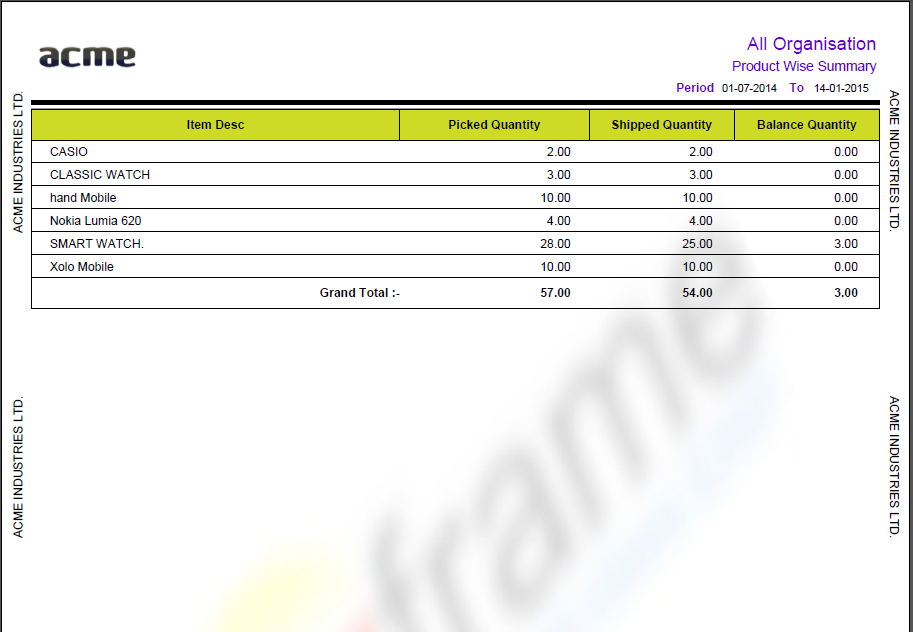 acme
All Organisation
Product Wise Summary
Period 01-07-2014 To 14-01-2015
ACME INDUSTRIES LTD.
ACME INDUSTRIES LTD.
Item Desc Picked Quantity Shipped Quantity Balance Quantity
CASIO 2.00 2.00 0.00
CLASSIC WATCH 3.00 3.00 0.00
hand Mobile 10.00 10.00 0.00
Nokia Lumia 620 4.00 4.00 0.00
SMART WATCH. 28.00 25.00 3.00
Xolo Mobile 10.00 10.00 0.00
Grand Total :- 57.00 54.00 3.00
ACME INDUSTRIES LTD.
ACME INDUSTRIES LTD.
frame